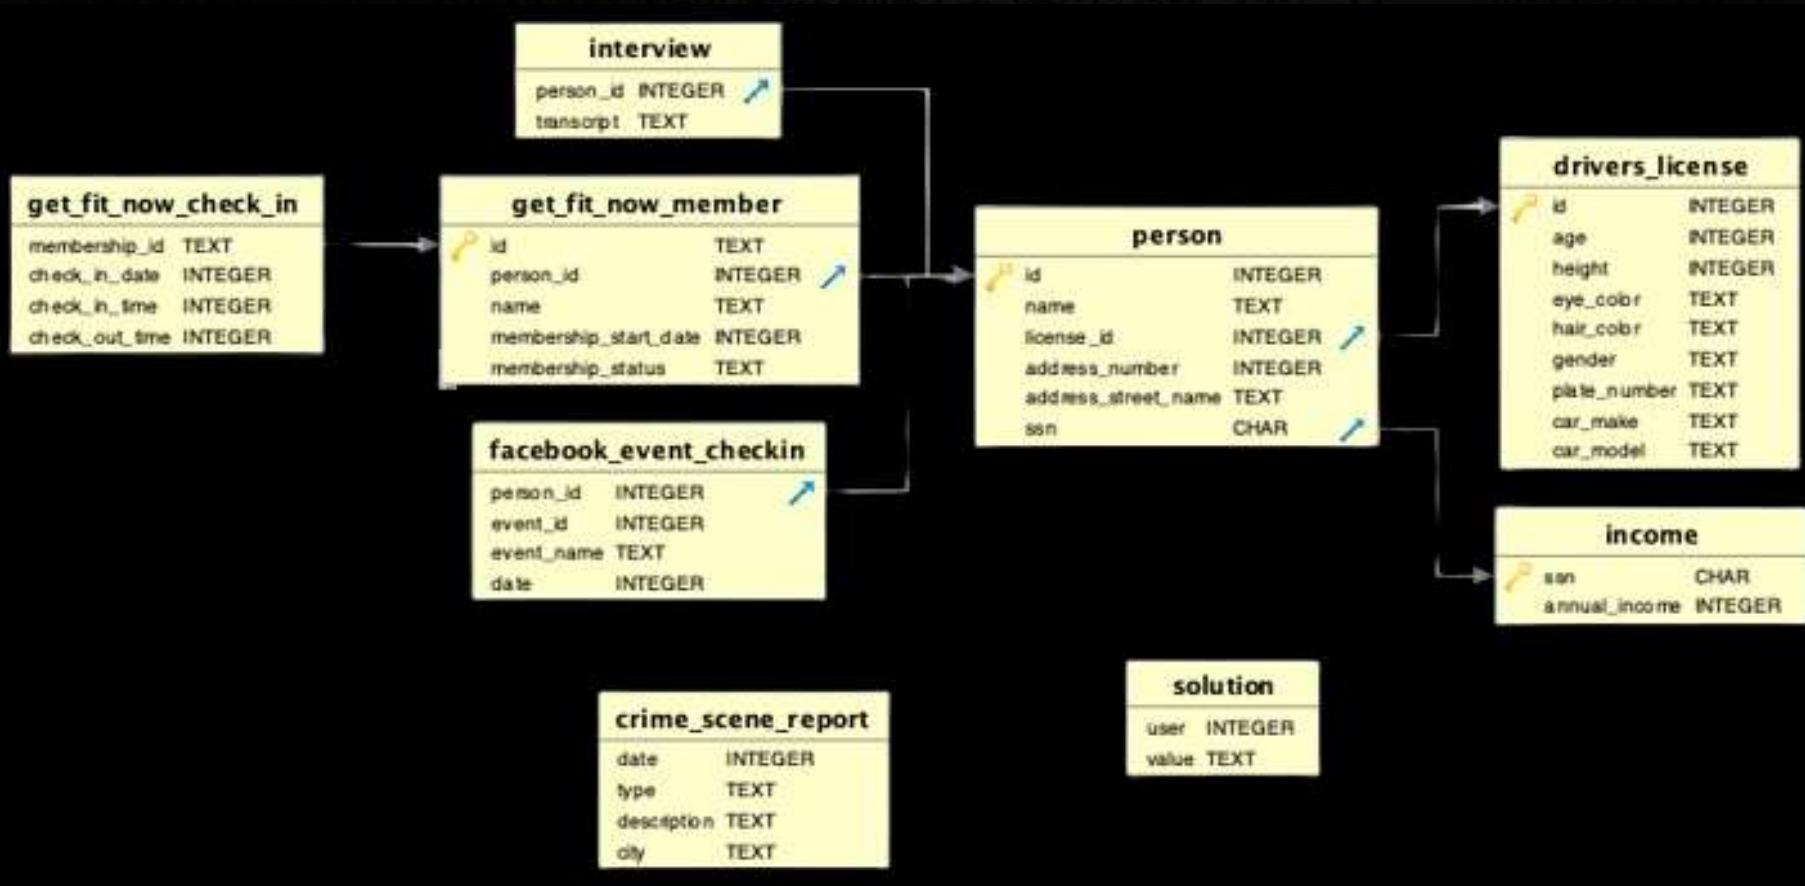 interview
person_id INTEGER
transcript TEXT
get_fit_now_check_in
membership_id TEXT
check_in_date INTEGER
check_in_time INTEGER
check_out_time INTEGER
get_fit_now_member
id TEXT
person_id INTEGER
name TEXT
membership_start_date INTEGER
membership_status TEXT
facebook_event_checkin
person_id INTEGER
event_id INTEGER
event_name TEXT
date INTEGER
person
id INTEGER
name TEXT
license_id INTEGER
address_number INTEGER
address_street_name TEXT
ssn CHAR
drivers_license
id INTEGER
age INTEGER
height INTEGER
eye_color TEXT
hair_color TEXT
gender TEXT
plate_number TEXT
car_make TEXT
car_model TEXT
income
ssn CHAR
annual_income INTEGER
crime_scene_report
date INTEGER
type TEXT
description TEXT
city TEXT
solution
user INTEGER
value TEXT